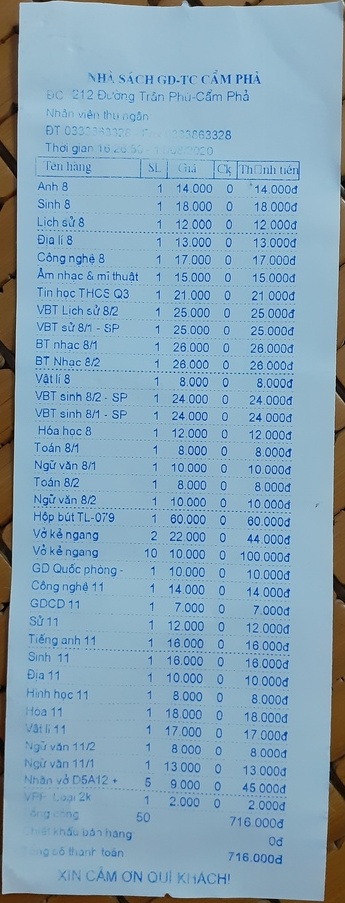 NHÀ SÁCH GD-TC CẨM PHẢ
ĐC 212 Đường Trần Phú-Cẩm Phả
Nhân viên thu ngân
ĐT
Thời gian
Tên hàng SL Giá Ck Thành tiền
Anh 8 1 14.000 0 14.000đ
Sinh 8 1 18.000 0 18.000đ
Lịch sử 8 1 12.000 0 12.000đ
Địa lí 8 1 13.000 0 13.000đ
Công nghệ 8 1 17.000 0 17.000đ
Âm nhạc & mĩ thuật 1 15.000 0 15.000đ
Tin học THCS Q3 1 21.000 0 21.000đ
VBT Lịch sử 8/2 1 25.000 0 25.000đ
VBT sử 8/1 - SP 1 25.000 0 25.000đ
BT nhạc 8/1 1 26.000 0 26.000đ
BT Nhạc 8/2 1 26.000 0 26.000đ
Vật lí 8 1 8.000 0 8.000đ
VBT sinh 8/2 - SP 1 24.000 0 24.000đ
VBT sinh 8/1 - SP 1 24.000 0 24.000đ
Hóa học 8 1 12.000 0 12.000đ
Toán 8/1 1 8.000 0 8.000đ
Ngữ văn 8/1 1 10.000 0 10.000đ
Toán 8/2 1 8.000 0 8.000đ
Ngữ văn 8/2 1 10.000 0 10.000đ
Hộp bút TL-079 1 60.000 0 60.000đ
Vở kẻ ngang 2 22.000 0 44.000đ
Vở kẻ ngang 10 10.000 0 100.000đ
GD Quốc phòng - 1 10.000 0 10.000đ
Công nghệ 11 1 14.000 0 14.000đ
GDCD 11 1 7.000 0 7.000đ
Sử 11 1 12.000 0 12.000đ
Tiếng anh 11 1 16.000 0 16.000đ
Sinh 11 1 16.000 0 16.000đ
Địa 11 1 10.000 0 10.000đ
Hình học 11 1 8.000 0 8.000đ
Hóa 11 1 18.000 0 18.000đ
Vật lí 11 1 17.000 0 17.000đ
Ngữ văn 11/2 1 8.000 0 8.000đ
Ngữ văn 11/1 1 13.000 0 13.000đ
Nhãn vở D5A12 + 5 9.000 0 45.000đ
VPP Loại 2k 1 2.000 0 2.000đ
Tổng cộng 50 716.000đ
Chiết khấu bán hàng 0đ
Tổng số thanh toán 716.000đ
XIN CẢM ƠN QUÍ KHÁCH!